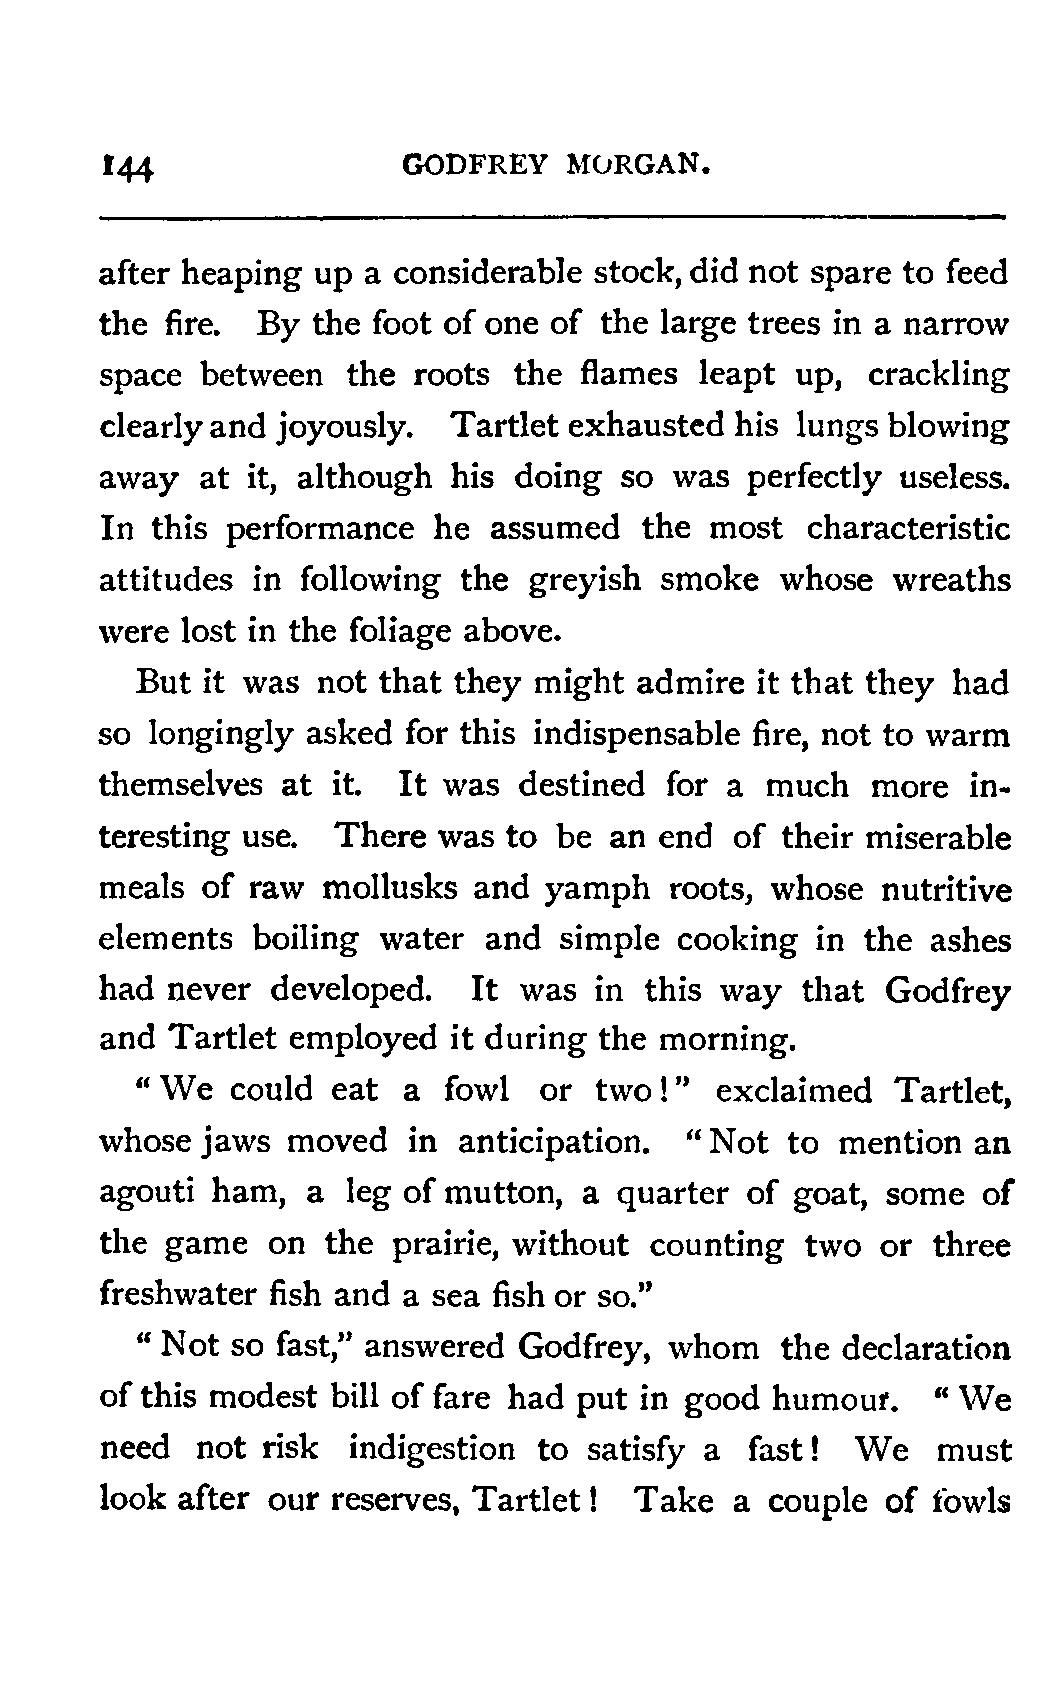 144 GODFREY MORGAN.
after heaping up a considerable stock, did not spare to feed
the fire. By the foot of one of the large trees in a narrow
space between the roots the flames leapt up, crackling
clearly and joyously. Tartlet exhausted his lungs blowing
away at it, although his doing so was perfectly useless.
In this performance he assumed the most characteristic
attitudes in following the greyish smoke whose wreaths
were lost in the foliage above.
But it was not that they might admire it that they had
so longingly asked for this indispensable fire, not to warm
themselves at it. It was destined for a much more in-
teresting use. There was to be an end of their miserable
meals of raw mollusks and yamph roots, whose nutritive
elements boiling water and simple cooking in the ashes
had never developed. It was in this way that Godfrey
and Tartlet employed it during the morning.
“ We could eat a fowl or two ! ” exclaimed Tartlet,
whose jaws moved in anticipation. “ Not to mention an
agouti ham, a leg of mutton, a quarter of goat, some of
the game on the prairie, without counting two or three
freshwater fish and a sea fish or so.”
“ Not so fast,” answered Godfrey, whom the declaration
of this modest bill of fare had put in good humour. “ We
need not risk indigestion to satisfy a fast ! We must
look after our reserves, Tartlet ! Take a couple of fowls